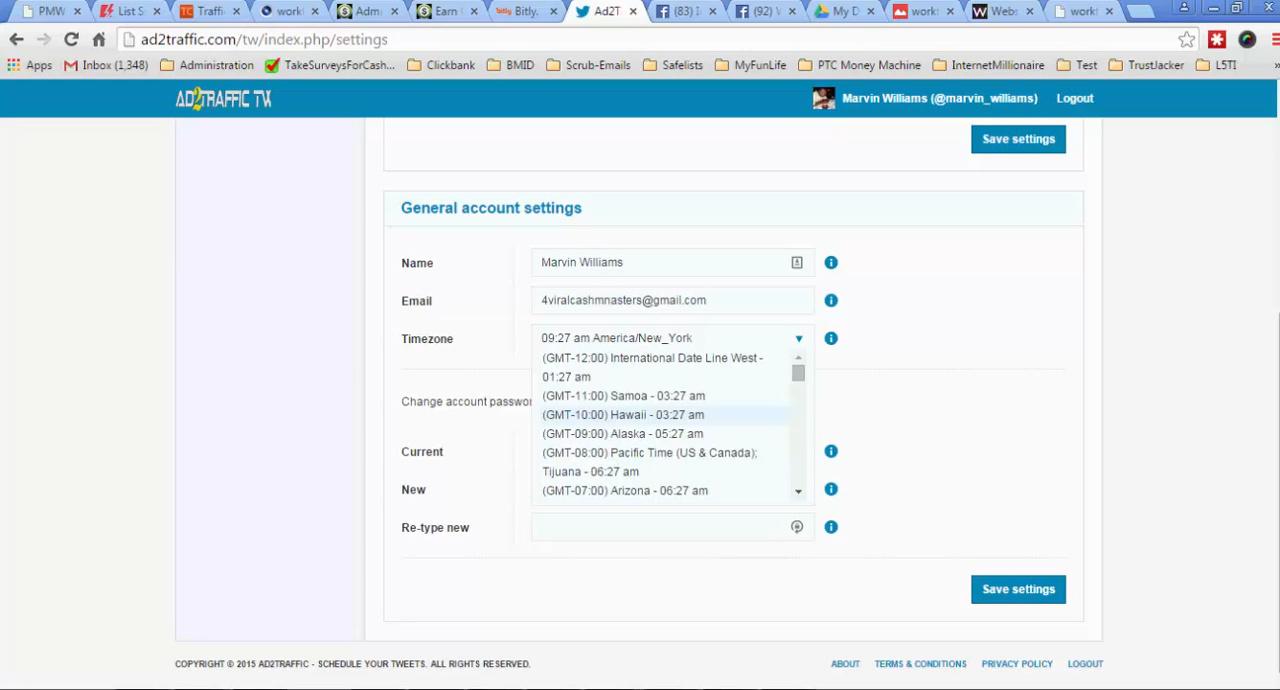 PMW
List S
Traffi
work
Admi
Earn
Bitly.
Ad2T
(83) I
(92) V
My D
work
Webs
work
ad2traffic.com/tw/index.php/settings
Apps
Inbox (1,348)
Administration
TakeSurveysForCash...
Clickbank
BMID
Scrub-Emails
Safelists
MyFunLife
PTC Money Machine
InternetMillionaire
Test
TrustJacker
L5TI
AD2TRAFFIC TW
Marvin Williams (@marvin_williams)
Logout
Save settings
General account settings
Name
Marvin Williams
Email
4viralcashmnasters@gmail.com
Timezone
09:27 am America/New_York
(GMT-12:00) International Date Line West -
01:27 am
(GMT-11:00) Samoa - 03:27 am
(GMT-10:00) Hawaii - 03:27 am
(GMT-09:00) Alaska - 05:27 am
(GMT-08:00) Pacific Time (US & Canada);
Tijuana - 06:27 am
(GMT-07:00) Arizona - 06:27 am
Change account passwor
Current
New
Re-type new
Save settings
COPYRIGHT © 2015 AD2TRAFFIC - SCHEDULE YOUR TWEETS. ALL RIGHTS RESERVED.
ABOUT
TERMS & CONDITIONS
PRIVACY POLICY
LOGOUT